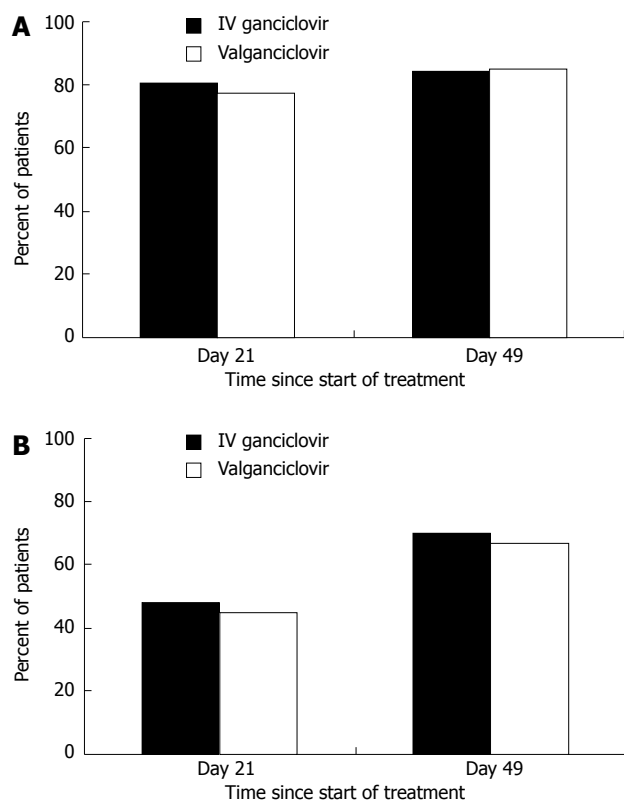 A
IV ganciclovir
Valganciclovir
Percent of patients
100
80
60
40
20
0
Day 21 Day 49
Time since start of treatment
B
IV ganciclovir
Valganciclovir
Percent of patients
100
80
60
40
20
0
Day 21 Day 49
Time since start of treatment